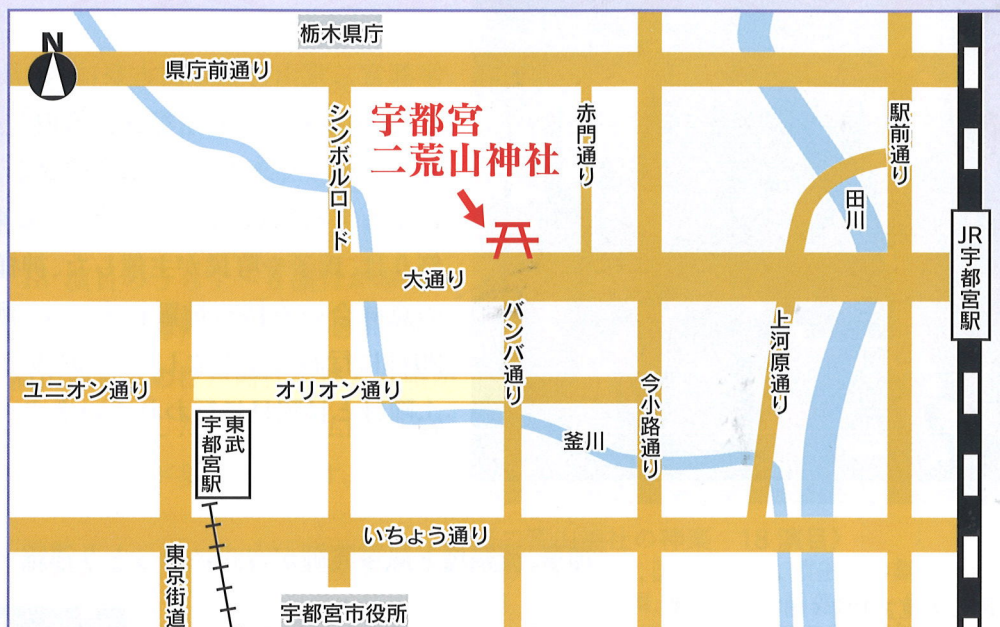 栃木県庁
N
県庁前通り
シンボルロード
宇都宮
二荒山神社
赤門通り
駅前通り
田川
JR宇都宮駅
大通り
バンバ通り
上河原通り
ユニオン通り
オリオン通り
今小路通り
東武
宇都宮駅
釜川
いちょう通り
東京街道
宇都宮市役所